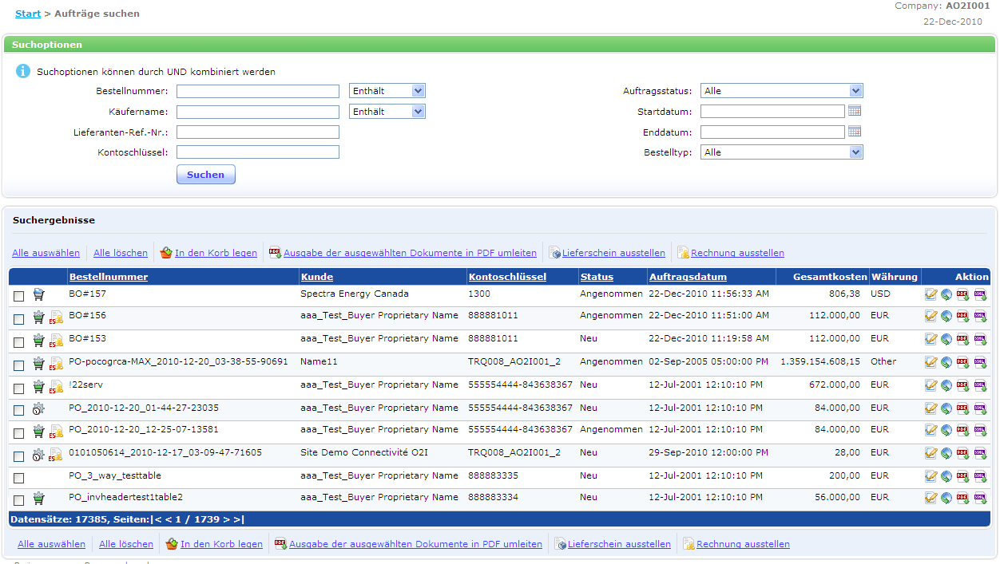 Start > Aufträge suchen
Company: AO2I001
22-Dec-2010
Suchoptionen
Suchoptionen können durch UND kombiniert werden
Bestellnummer: Enthält Auftragsstatus: Alle
Käufername: Enthält Startdatum:
Lieferanten-Ref.-Nr.: Enddatum:
Kontoschlüssel: Bestelltyp: Alle
Suchen
Suchergebnisse
Alle auswählen Alle löschen In den Korb legen Ausgabe der ausgewählten Dokumente in PDF umleiten Lieferschein ausstellen Rechnung ausstellen
Bestellnummer Kunde Kontoschlüssel Status Auftragsdatum Gesamtkosten Währung Aktion
BO#157 Spectra Energy Canada 1300 Angenommen 22-Dec-2010 11:56:33 AM 806,38 USD
BO#156 aaa_Test_Buyer Proprietary Name 888881011 Angenommen 22-Dec-2010 11:51:00 AM 112.000,00 EUR
BO#153 aaa_Test_Buyer Proprietary Name 888881011 Neu 22-Dec-2010 11:19:58 AM 112.000,00 EUR
PO-pocogrca-MAX_2010-12-20_03-38-55-90691 Name11 TRQ008_AO2I001_2 Angenommen 02-Sep-2005 05:00:00 PM 1.359.154.608,15 Other
!22serv aaa_Test_Buyer Proprietary Name 555554444-843638367 Neu 12-Jul-2001 12:10:10 PM 672.000,00 EUR
PO_2010-12-20_01-44-27-23035 aaa_Test_Buyer Proprietary Name 555554444-843638367 Neu 12-Jul-2001 12:10:10 PM 84.000,00 EUR
PO_2010-12-20_12-25-07-13581 aaa_Test_Buyer Proprietary Name 555554444-843638367 Angenommen 12-Jul-2001 12:10:10 PM 84.000,00 EUR
0101050614_2010-12-17_03-09-47-71605 Site Demo Connectivité O2I TRQ008_AO2I001_2 Neu 29-Sep-2010 12:00:00 PM 28,00 EUR
PO_3_way_testtable aaa_Test_Buyer Proprietary Name 888883335 Neu 12-Jul-2001 12:10:10 PM 200,00 EUR
PO_invheadertest1table2 aaa_Test_Buyer Proprietary Name 888883334 Neu 12-Jul-2001 12:10:10 PM 56.000,00 EUR
Datensätze: 17385, Seiten:|< < 1 / 1739 > >|
Alle auswählen Alle löschen In den Korb legen Ausgabe der ausgewählten Dokumente in PDF umleiten Lieferschein ausstellen Rechnung ausstellen